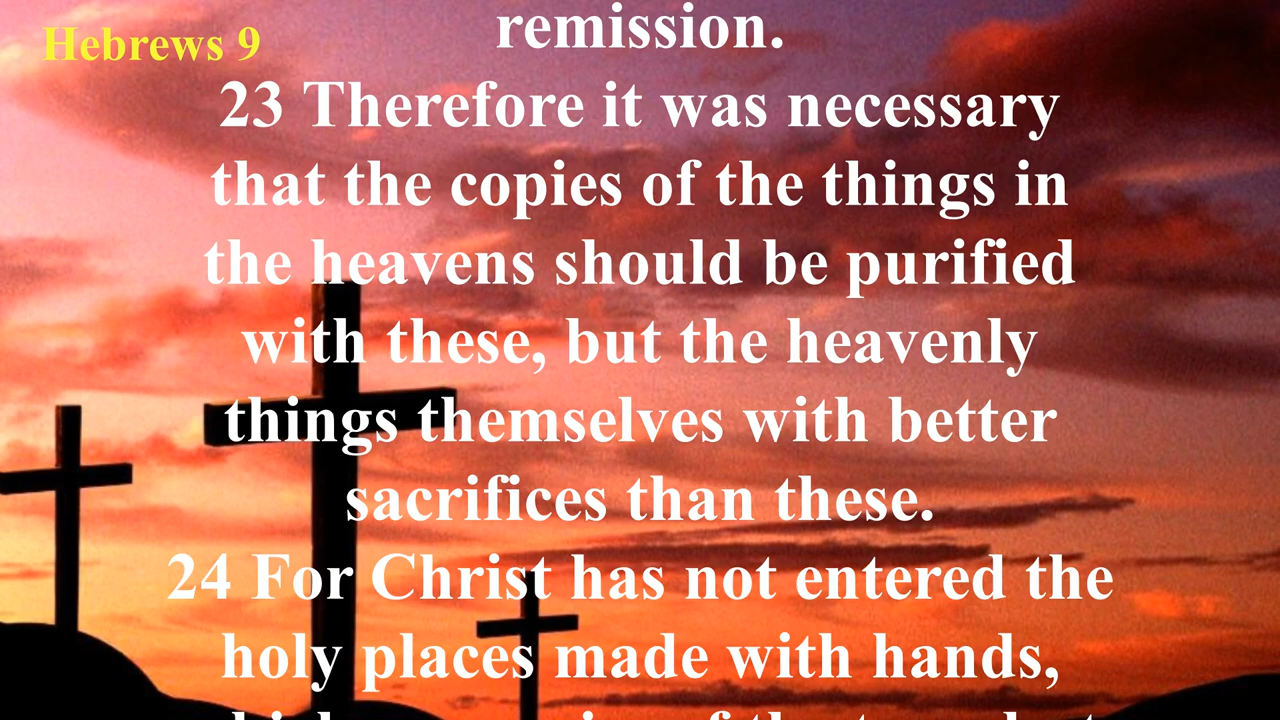 Hebrews 9
remission.
23 Therefore it was necessary
that the copies of the things in
the heavens should be purified
with these, but the heavenly
things themselves with better
sacrifices than these.
24 For Christ has not entered the
holy places made with hands,